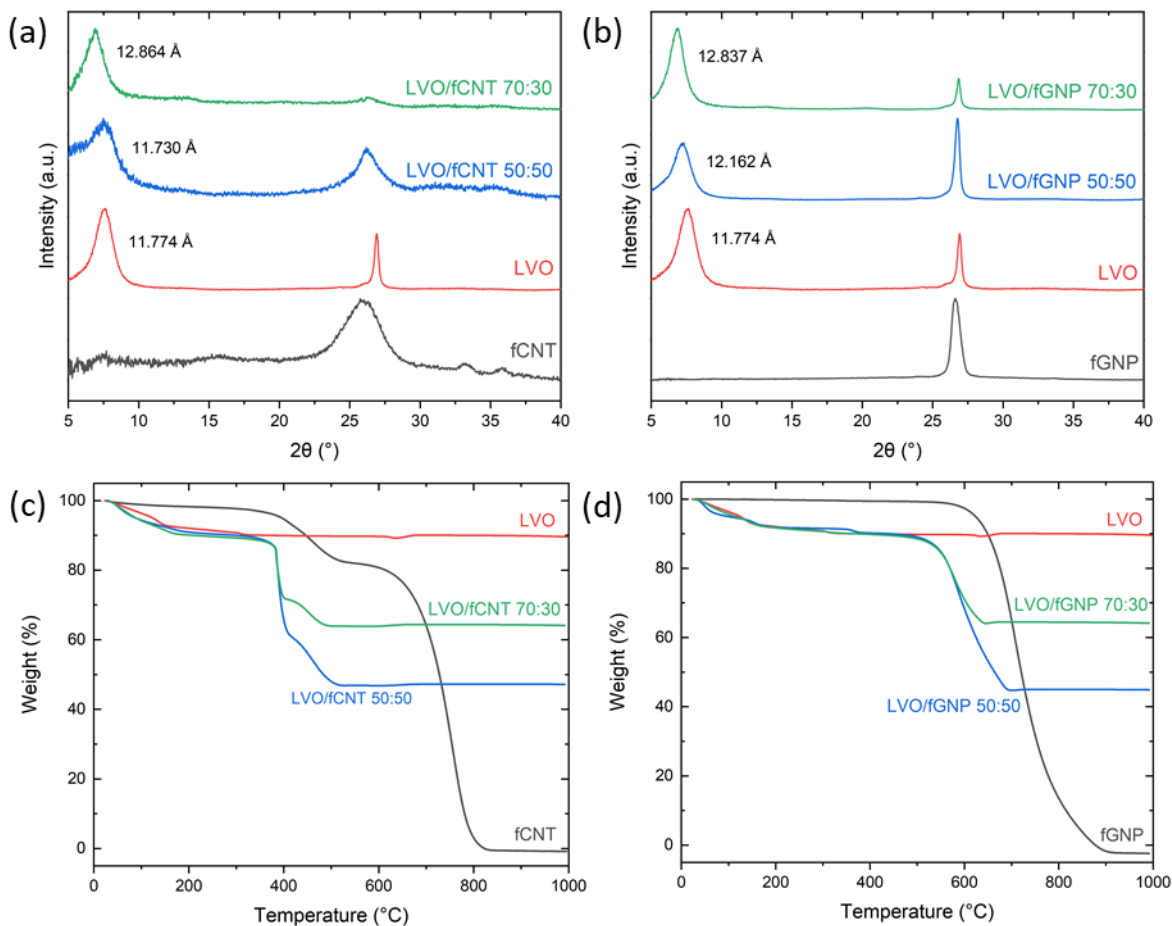 (a)
12.864 Å
LVO/fCNT 70:30
11.730 Å
LVO/fCNT 50:50
11.774 Å
LVO
fCNT
Intensity (a.u.)
5 10 15 20 25 30 35 40
2θ (°)
(b)
12.837 Å
LVO/fGNP 70:30
12.162 Å
LVO/fGNP 50:50
11.774 Å
LVO
fGNP
Intensity (a.u.)
5 10 15 20 25 30 35 40
2θ (°)
(c)
100
80
60
40
20
0
Weight (%)
LVO
LVO/fCNT 70:30
LVO/fCNT 50:50
fCNT
0 200 400 600 800 1000
Temperature (°C)
(d)
100
80
60
40
20
0
Weight (%)
LVO
LVO/fGNP 70:30
LVO/fGNP 50:50
fGNP
0 200 400 600 800 1000
Temperature (°C)